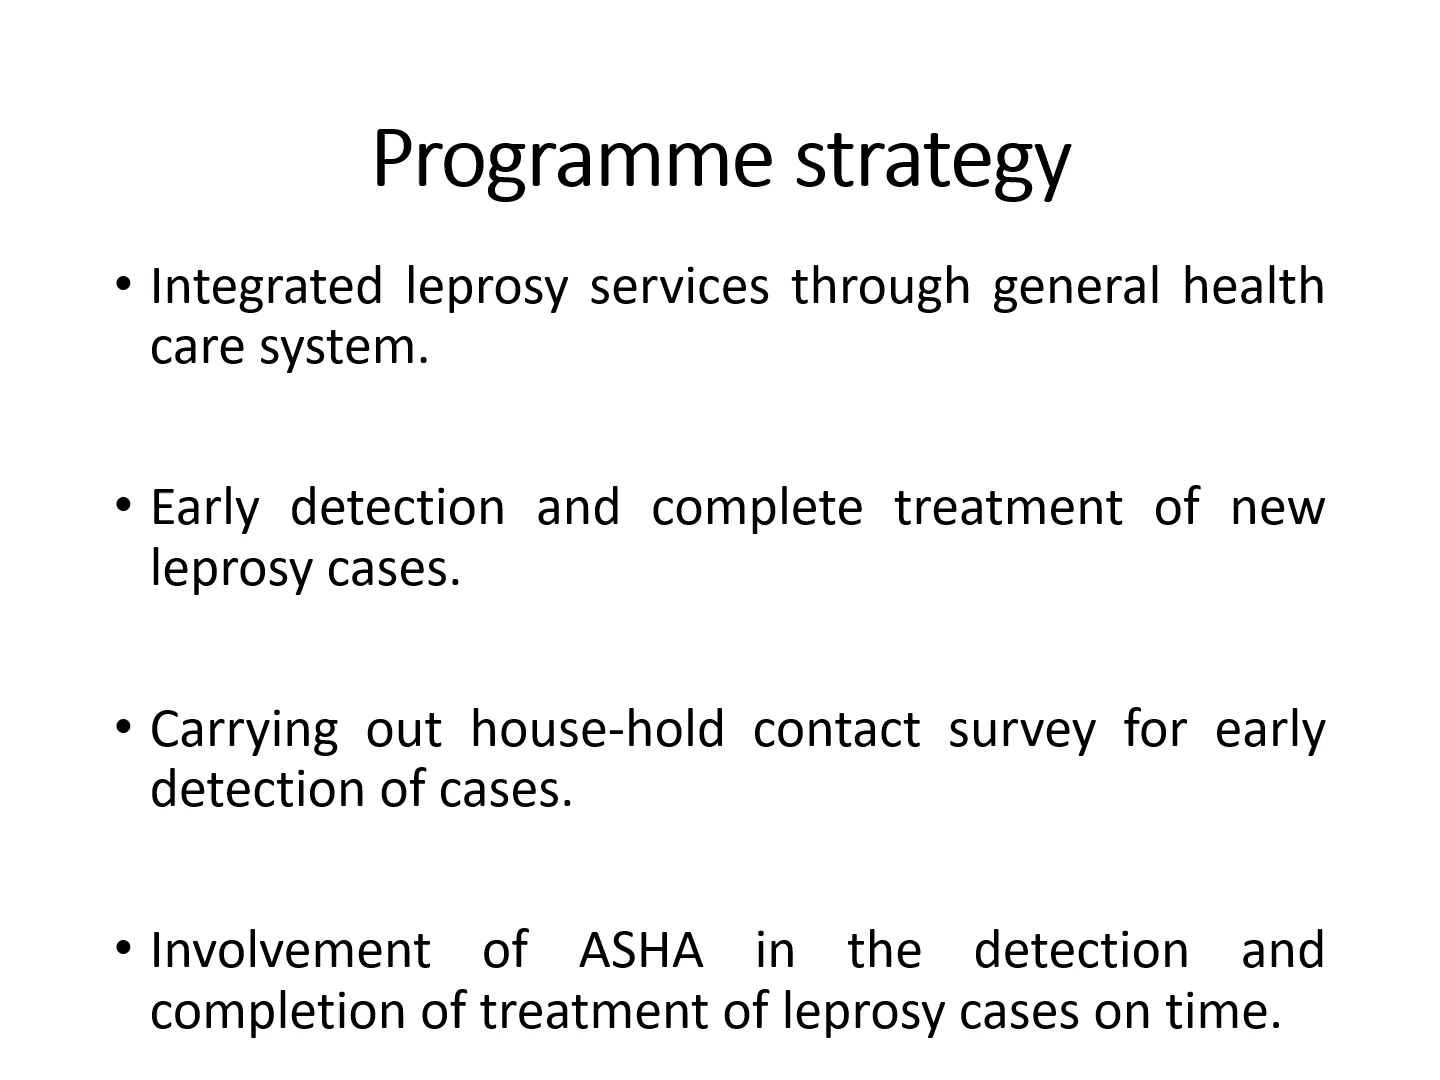 Programme strategy
• Integrated leprosy services through general health
care system.
• Early detection and complete treatment of new
leprosy cases.
• Carrying out house-hold contact survey for early
detection of cases.
• Involvement of ASHA in the detection and
completion of treatment of leprosy cases on time.